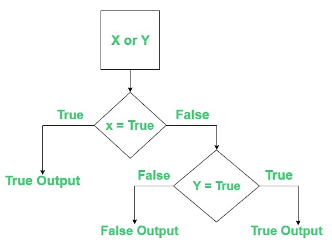 X or Y
True
False
x = True
True Output
False
True
Y = True
False Output
True Output